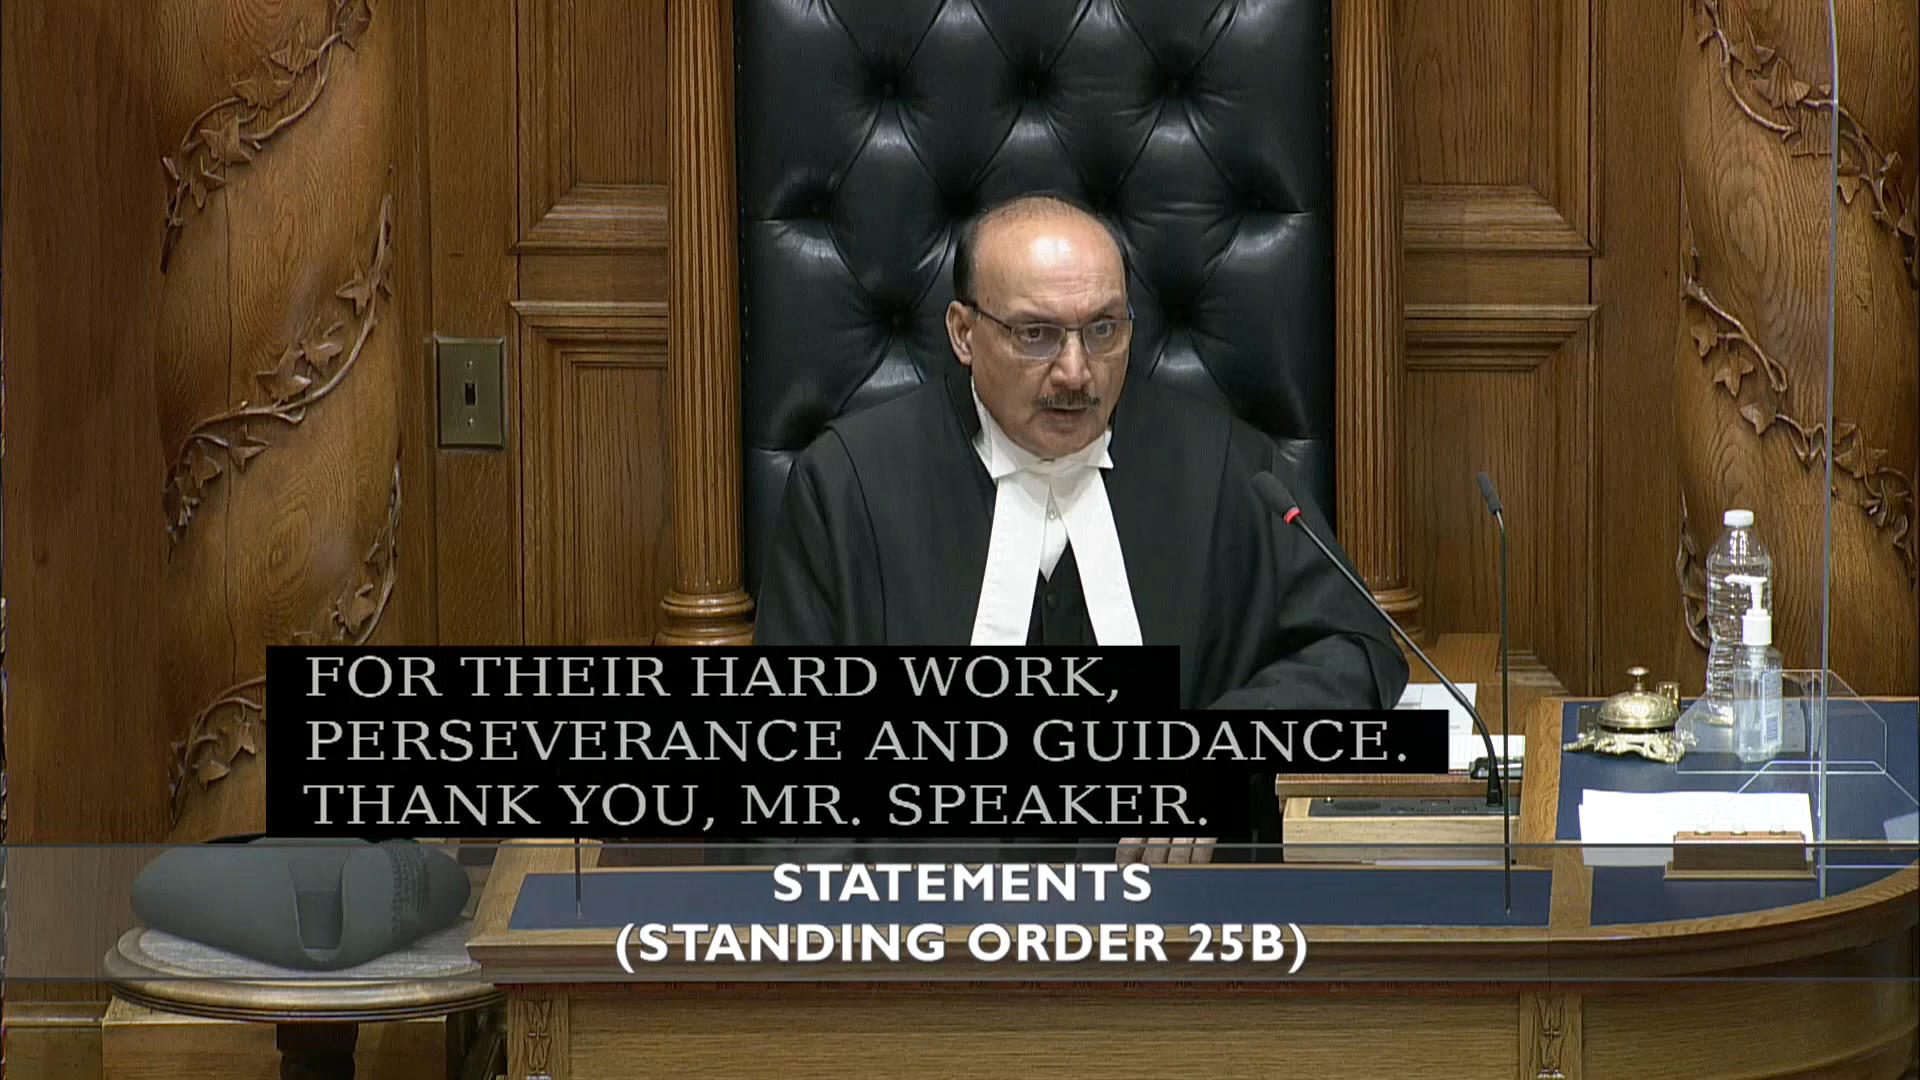 FOR THEIR HARD WORK,
PERSEVERANCE AND GUIDANCE.
THANK YOU, MR. SPEAKER.
STATEMENTS
(STANDING ORDER 25B)